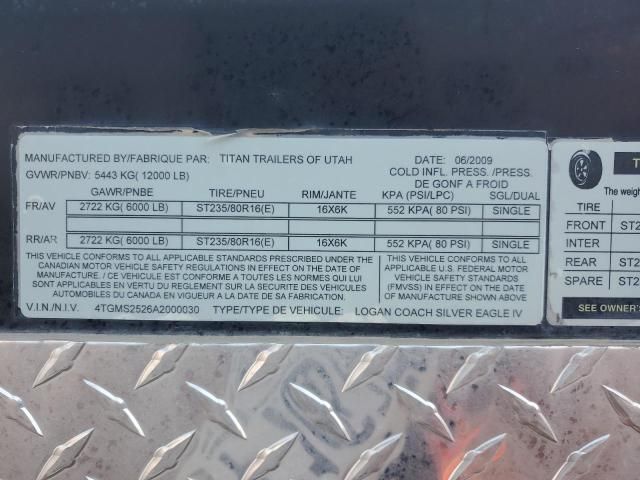 MANUFACTURED BY/FABRIQUE PAR: TITAN TRAILERS OF UTAH DATE: 06/2009
GVWR/PNBV: 5443 KG( 12000 LB) COLD INFL. PRESS. /PRESS.
DE GONF A FROID
GAWR/PNBE TIRE/PNEU RIM/JANTE KPA (PSI/LPC) SGL/DUAL
FR/AV 2722 KG( 6000 LB) ST235/80R16(E) 16X6K 552 KPA( 80 PSI) SINGLE
RR/AR 2722 KG( 6000 LB) ST235/80R16(E) 16X6K 552 KPA( 80 PSI) SINGLE
THIS VEHICLE CONFORMS TO ALL APPLICABLE STANDARDS PRESCRIBED UNDER THE
CANADIAN MOTOR VEHICLE SAFETY REGULATIONS IN EFFECT ON THE DATE OF
MANUFACTURE. / CE VÉHICULE EST CONFORME A TOUTES LES NORMES QUI LUI SONT
APPLICABLES EN VERTU DU REGLEMENT SUR LA SECURITE DES VEHICULES
AUTOMOBILES DU CANADA EN VIGUEUR A LA DATE DE SA FABRICATION.
THIS VEHICLE CONFORMS TO ALL
APPLICABLE U.S. FEDERAL MOTOR
VEHICLE SAFETY STANDARDS
(FMVSS) IN EFFECT ON THE DATE OF
MANUFACTURE SHOWN ABOVE.
V.I.N./N.I.V. 4TGMS2526A2000030 TYPE/TYPE DE VEHICULE: LOGAN COACH SILVER EAGLE IV
The weigh
TIRE
FRONT ST2
INTER
REAR ST2
SPARE ST2
SEE OWNER'S